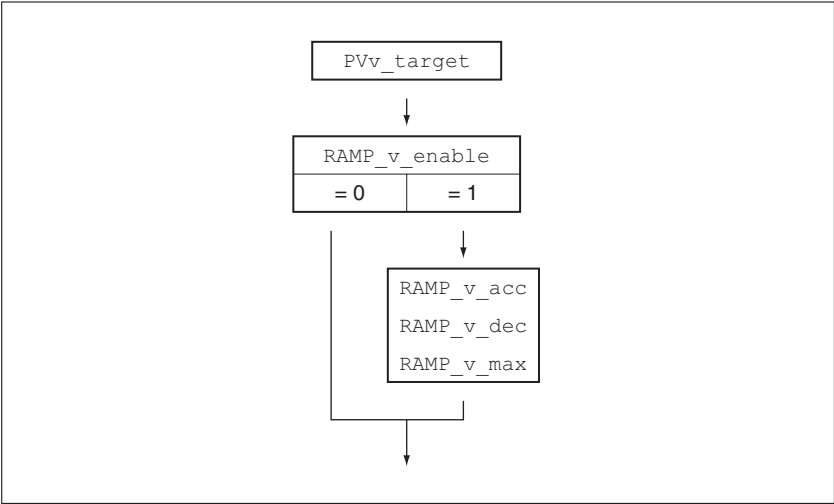 PVv_target
RAMP_v_enable
= 0 = 1
RAMP_v_acc
RAMP_v_dec
RAMP_v_max